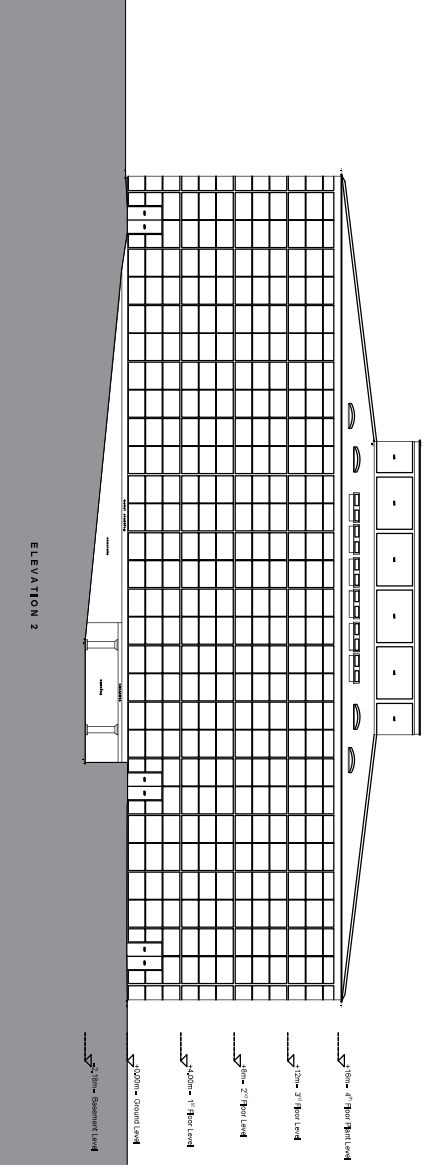 +16m - 4th Floor Plant Level
+12m - 3rd Floor Level
+8m - 2nd Floor Level
+4.00m - 1st Floor Level
+0.00m - Ground Level
-2.18m - Basement Level
ELEVATION 2